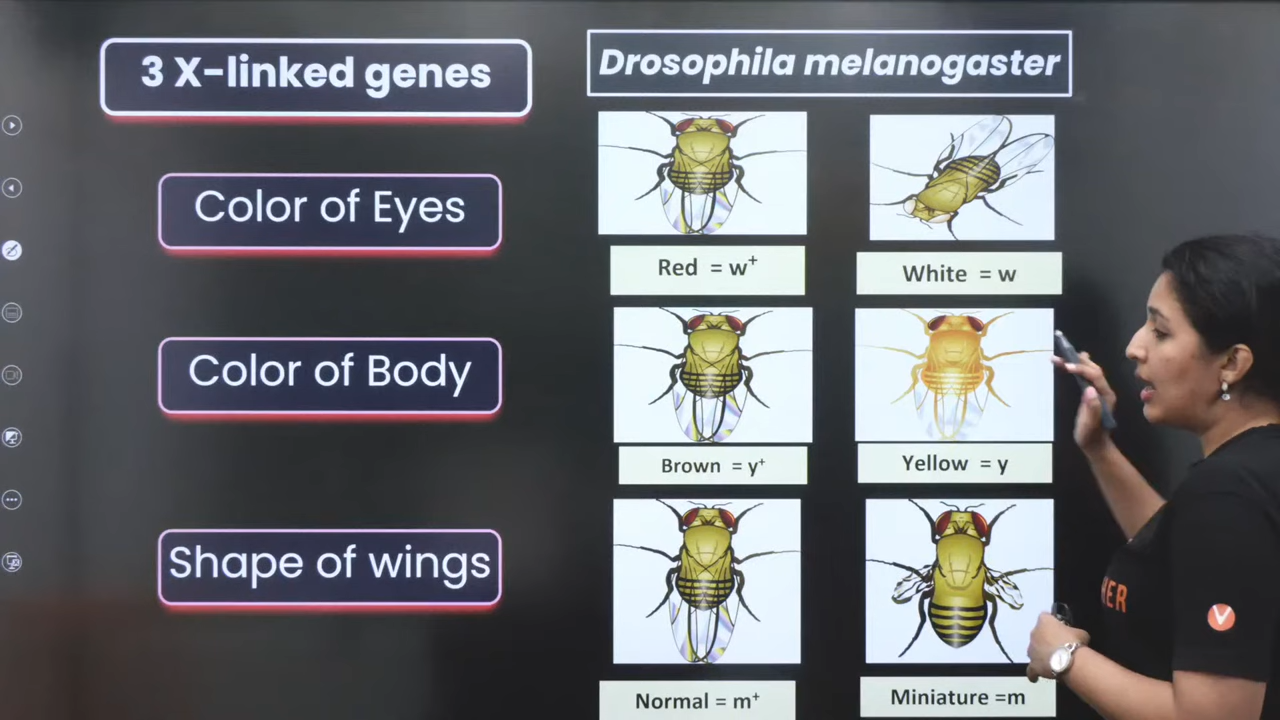 3 X-linked genes
Drosophila melanogaster
Color of Eyes
Red = w⁺
White = w
Color of Body
Brown = y⁺
Yellow = y
Shape of wings
Normal = m⁺
Miniature =m
V